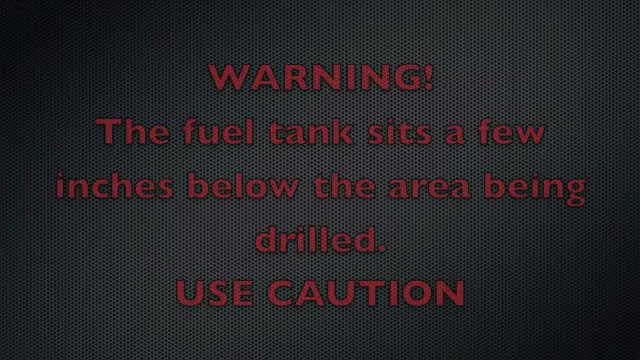 WARNING!
The fuel tank sits a few
inches below the area being
drilled.
USE CAUTION